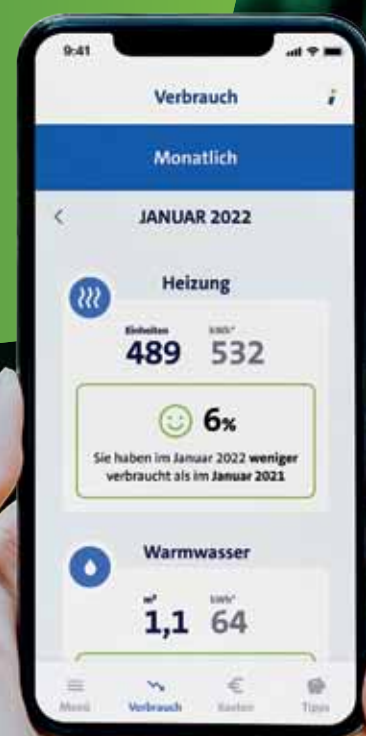 9:41
Verbrauch i
Monatlich
< JANUAR 2022
Heizung
Einheiten kWh*
489 532
6%
Sie haben im Januar 2022 weniger
verbraucht als im Januar 2021
Warmwasser
m³ kWh*
1,1 64
Menü Verbrauch Kosten Tipps